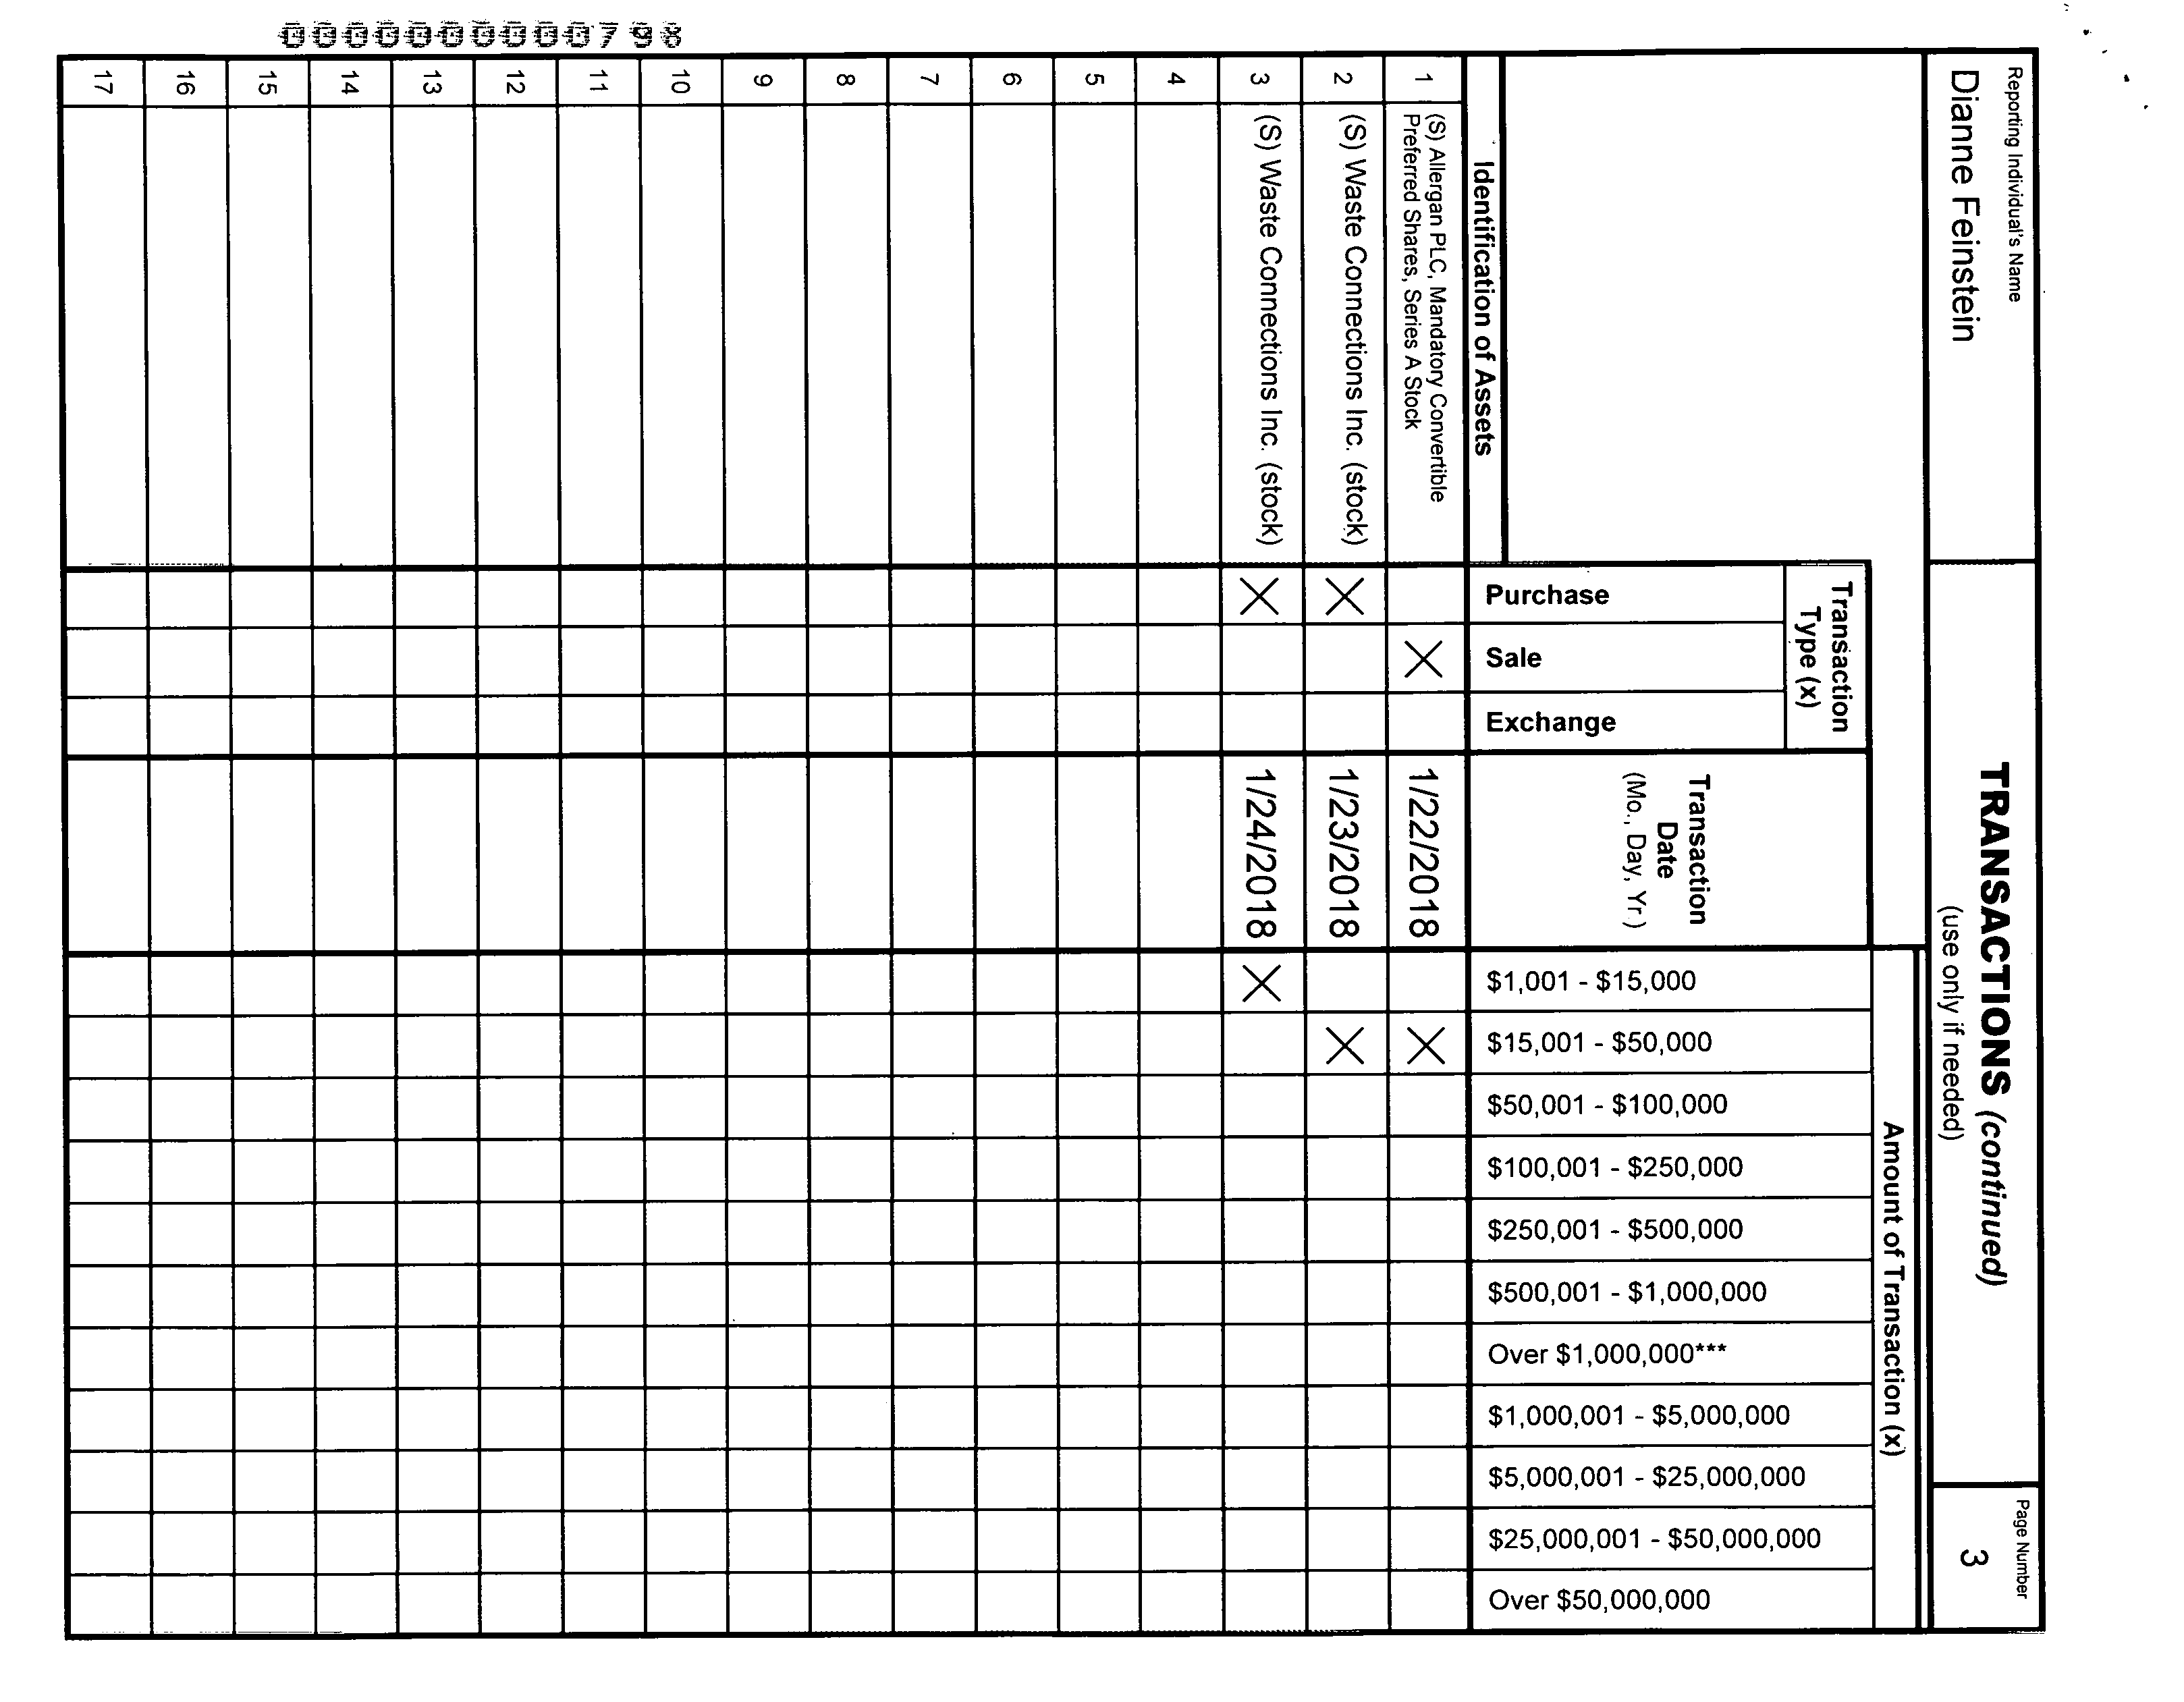 Reporting Individual's Name
Dianne Feinstein
TRANSACTIONS (continued)
(use only if needed)
Page Number
3
Amount of Transaction (x)
Transaction
Type (x)
Transaction
Date
(Mo., Day, Yr.)
Identification of Assets
Purchase
Sale
Exchange
$1,001 - $15,000
$15,001 - $50,000
$50,001 - $100,000
$100,001 - $250,000
$250,001 - $500,000
$500,001 - $1,000,000
Over $1,000,000***
$1,000,001 - $5,000,000
$5,000,001 - $25,000,000
$25,000,001 - $50,000,000
Over $50,000,000
1 (S) Allergan PLC, Mandatory Convertible
Preferred Shares, Series A Stock X 1/22/2018 X
2 (S) Waste Connections Inc. (stock) X 1/23/2018 X
3 (S) Waste Connections Inc. (stock) X 1/24/2018 X
4
5
6
7
8
9
10
11
12
13
14
15
16
17